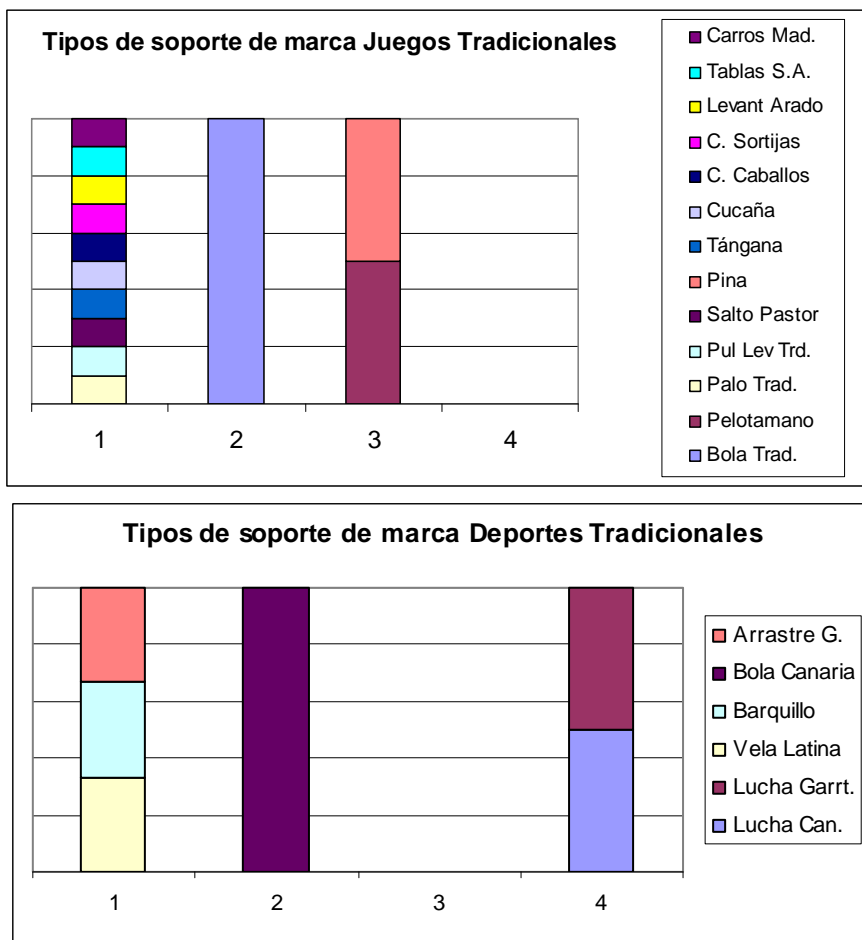 Tipos de soporte de marca Juegos Tradicionales
Carros Mad.
Tablas S.A.
Levant Arado
C. Sortijas
C. Caballos
Cucaña
Tángana
Pina
Salto Pastor
Pul Lev Trd.
Palo Trad.
Pelotamano
Bola Trad.
1 2 3 4
Tipos de soporte de marca Deportes Tradicionales
Arrastre G.
Bola Canaria
Barquillo
Vela Latina
Lucha Garrt.
Lucha Can.
1 2 3 4